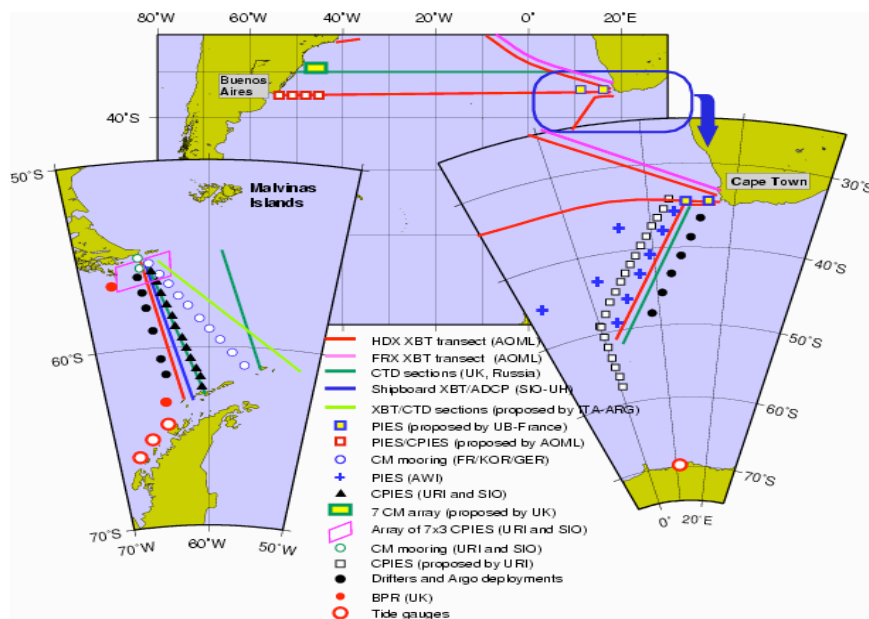 80°W 60°W 40°W 20°W 0° 20°E
Buenos
Aires
40°S
50°S
Malvinas
Islands
60°S
70°S
70°W 60°W 50°W
Cape Town
30°S
40°S
50°S
60°S
70°S
0° 20°E
HDX XBT transect (AOML)
FRX XBT transect (AOML)
CTD sections (UK, Russia)
Shipboard XBT/ADCP (SIO-UH)
XBT/CTD sections (proposed by ITA-ARG)
PIES (proposed by UB-France)
PIES/CPIES (proposed by AOML)
CM mooring (FR/KOR/GER)
PIES (AWI)
CPIES (URI and SIO)
7 CM array (proposed by UK)
Array of 7x3 CPIES (URI and SIO)
CM mooring (URI and SIO)
CPIES (proposed by URI)
Drifters and Argo deployments
BPR (UK)
Tide gauges